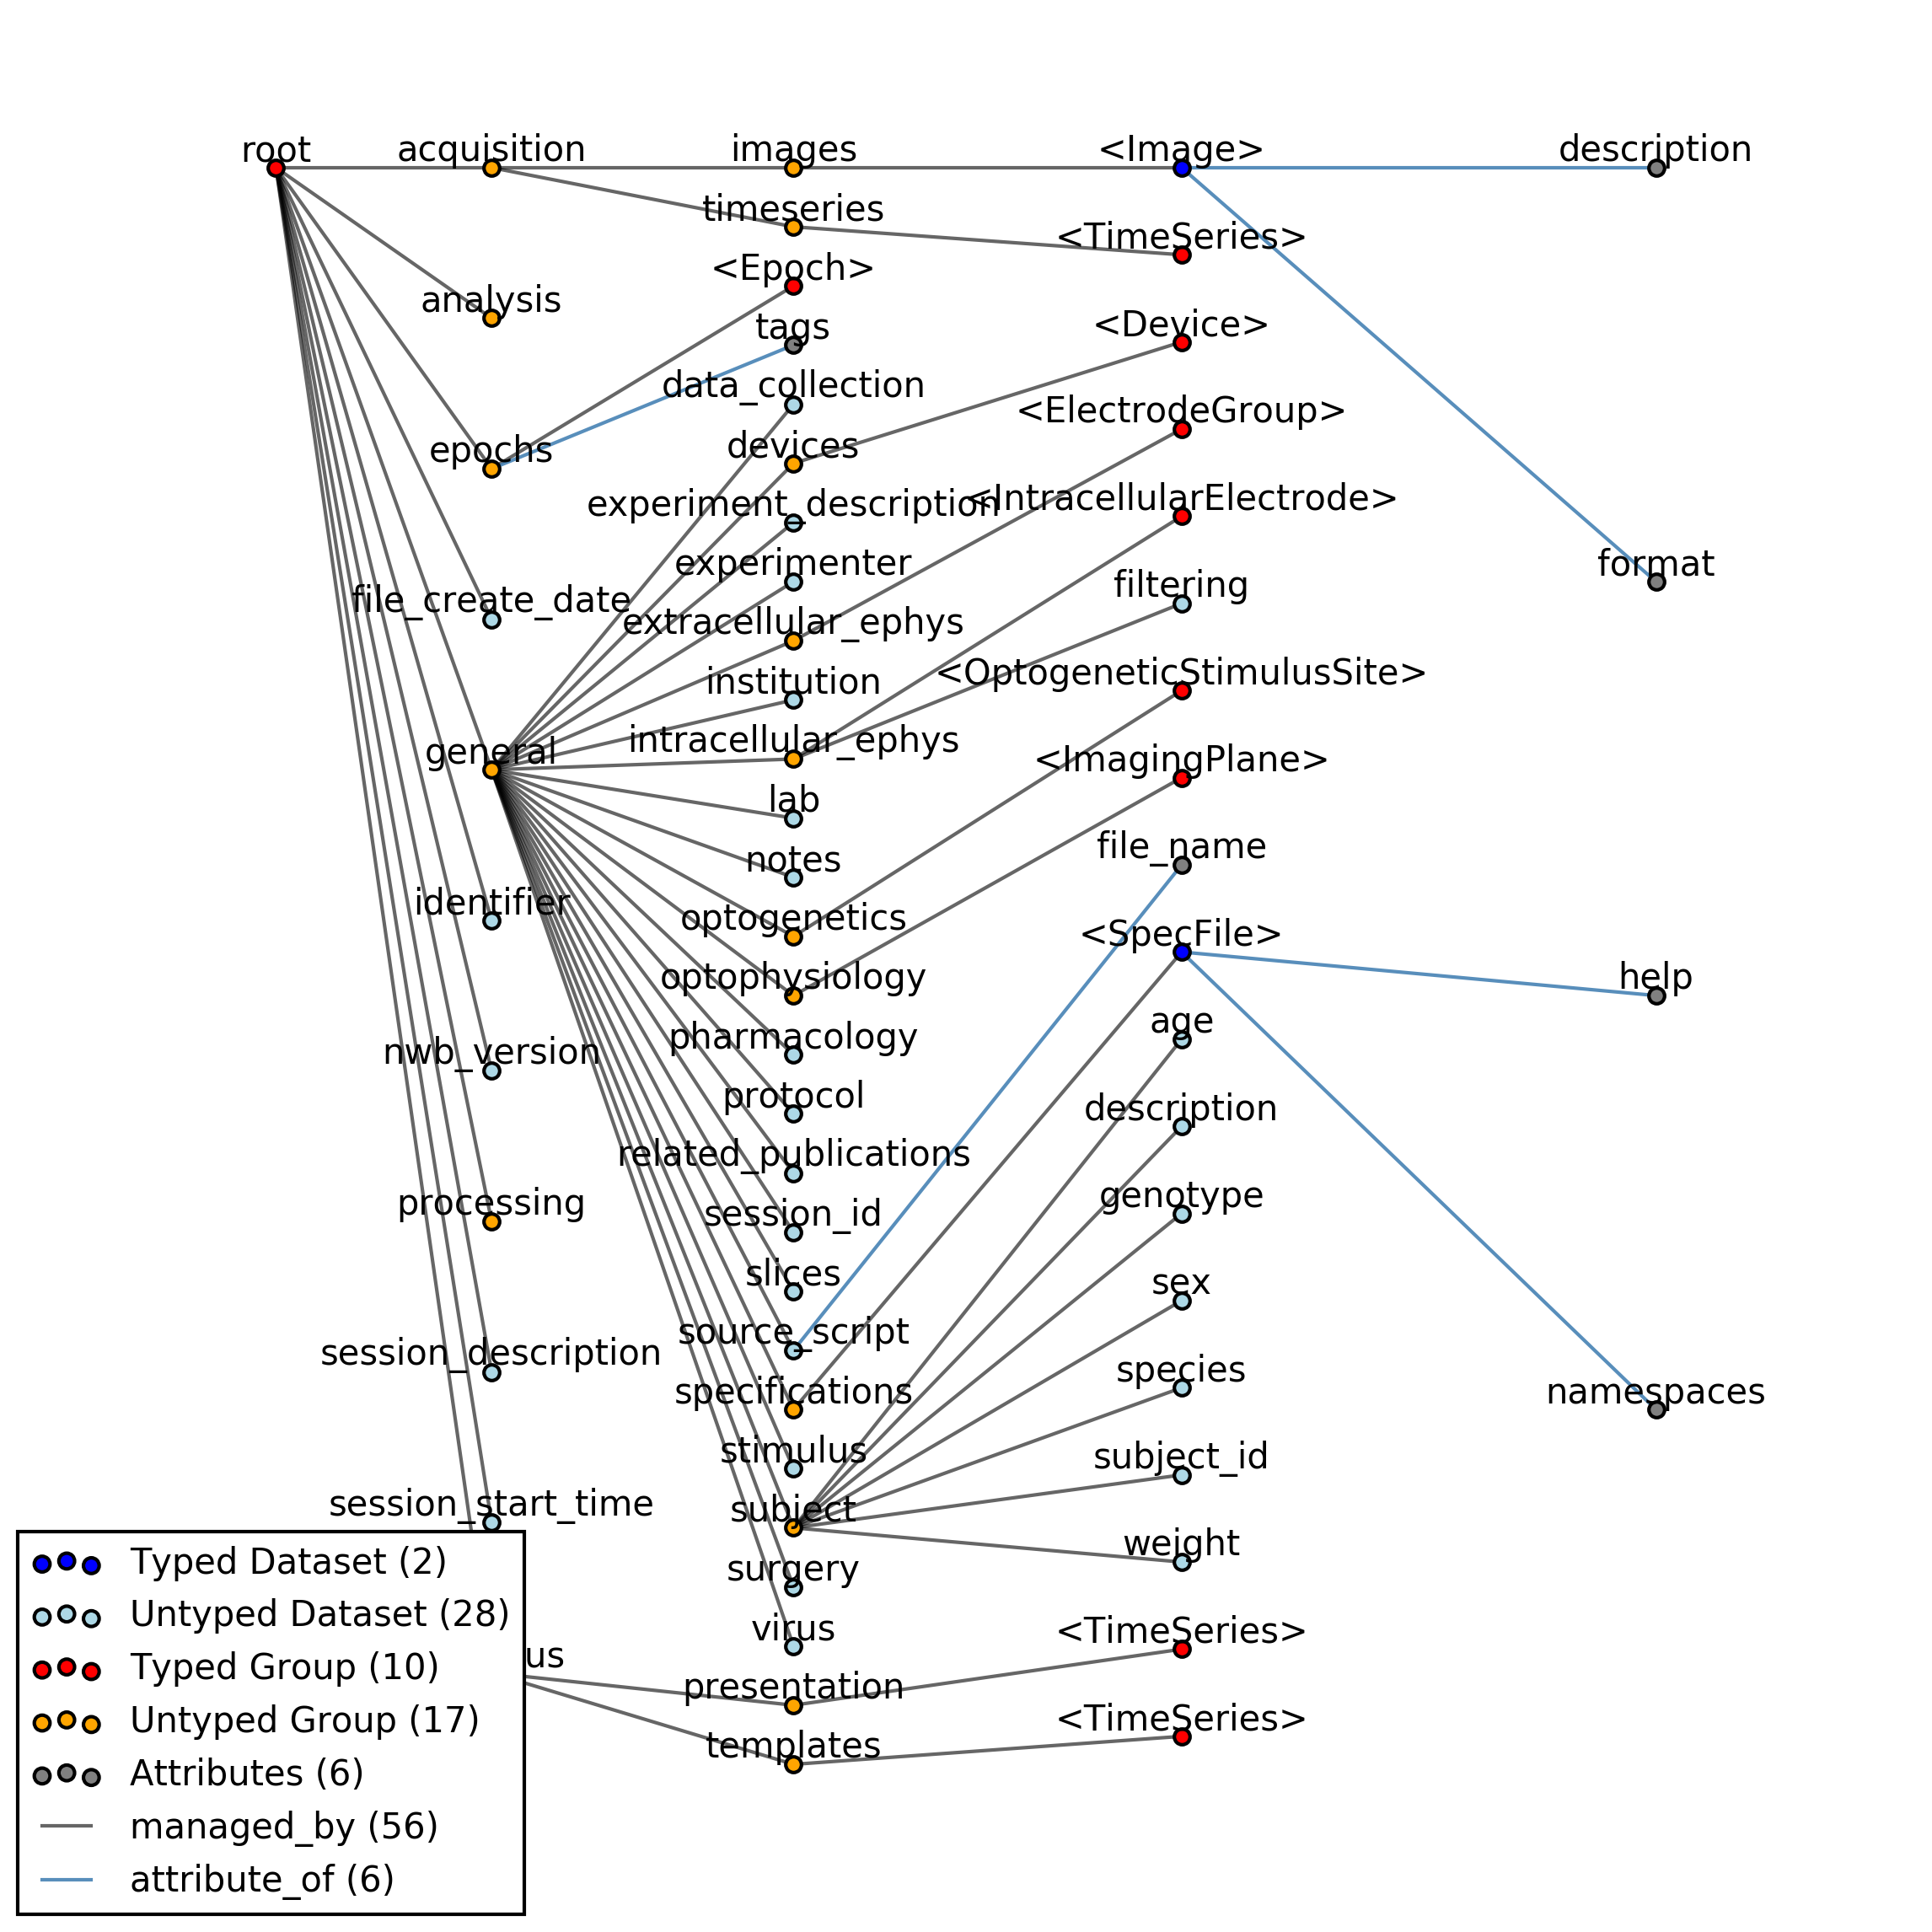 root
acquisition
images
<Image>
description
timeseries
<TimeSeries>
<Epoch>
analysis
tags
<Device>
data_collection
<ElectrodeGroup>
epochs
devices
experiment_description
<IntracellularElectrode>
experimenter
format
filtering
file_create_date
extracellular_ephys
institution
<OptogeneticStimulusSite>
general
intracellular_ephys
<ImagingPlane>
lab
file_name
notes
identifier
optogenetics
<SpecFile>
optophysiology
help
age
pharmacology
nwb_version
protocol
description
related_publications
genotype
processing
session_id
slices
sex
source_script
session_description
species
specifications
namespaces
stimulus
subject_id
session_start_time
subject
weight
surgery
virus
<TimeSeries>
us
presentation
<TimeSeries>
templates
Typed Dataset (2)
Untyped Dataset (28)
Typed Group (10)
Untyped Group (17)
Attributes (6)
managed_by (56)
attribute_of (6)